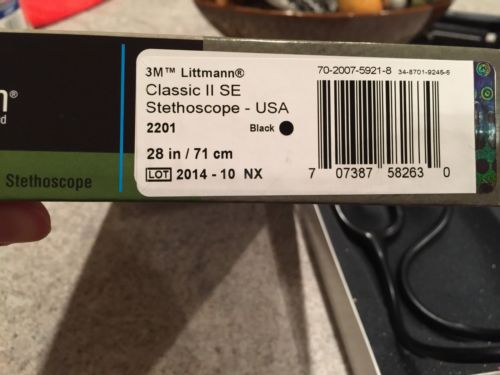 3M™ Littmann®
Classic II SE
Stethoscope - USA
2201 Black
28 in / 71 cm
LOT 2014 - 10 NX
70-2007-5921-8 34-8701-9246-6
7 07387 58263 0
Stethoscope